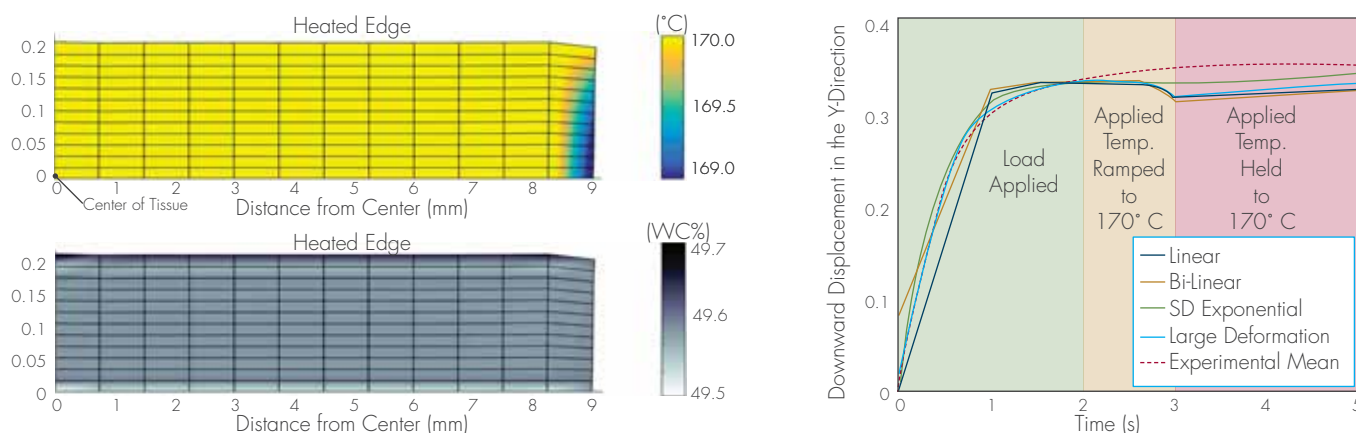 Heated Edge
(˚C)
0.2
0.15
0.1
0.05
0
170.0
169.5
169.0
0 1 2 3 4 5 6 7 8 9
Center of Tissue
Distance from Center (mm)
Heated Edge
(WC%)
0.2
0.15
0.1
0.05
0
49.7
49.6
49.5
0 1 2 3 4 5 6 7 8 9
Distance from Center (mm)
Downward Displacement in the Y-Direction
0.4
0.3
0.2
0.1
0
Load
Applied
Applied
Temp.
Ramped
to
170˚ C
Applied
Temp.
Held
to
170˚ C
Linear
Bi-Linear
SD Exponential
Large Deformation
Experimental Mean
0 1 2 3 4 5
Time (s)